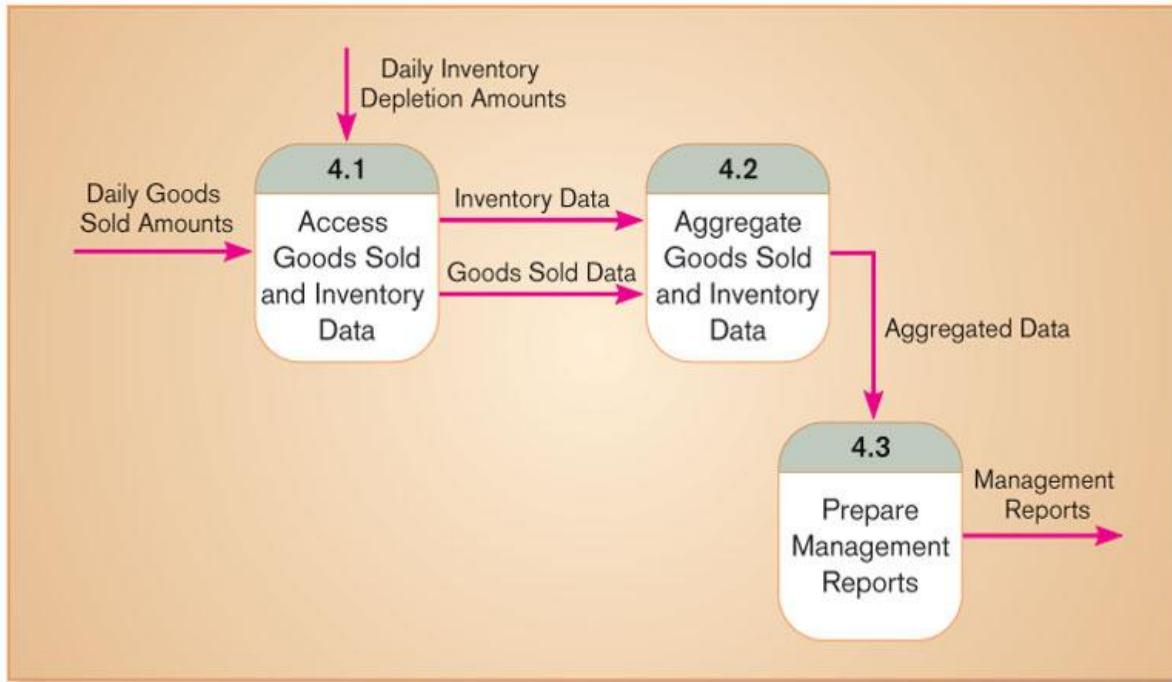 Daily Inventory
Depletion Amounts
Daily Goods
Sold Amounts
4.1
Access
Goods Sold
and Inventory
Data
Inventory Data
Goods Sold Data
4.2
Aggregate
Goods Sold
and Inventory
Data
Aggregated Data
4.3
Prepare
Management
Reports
Management
Reports